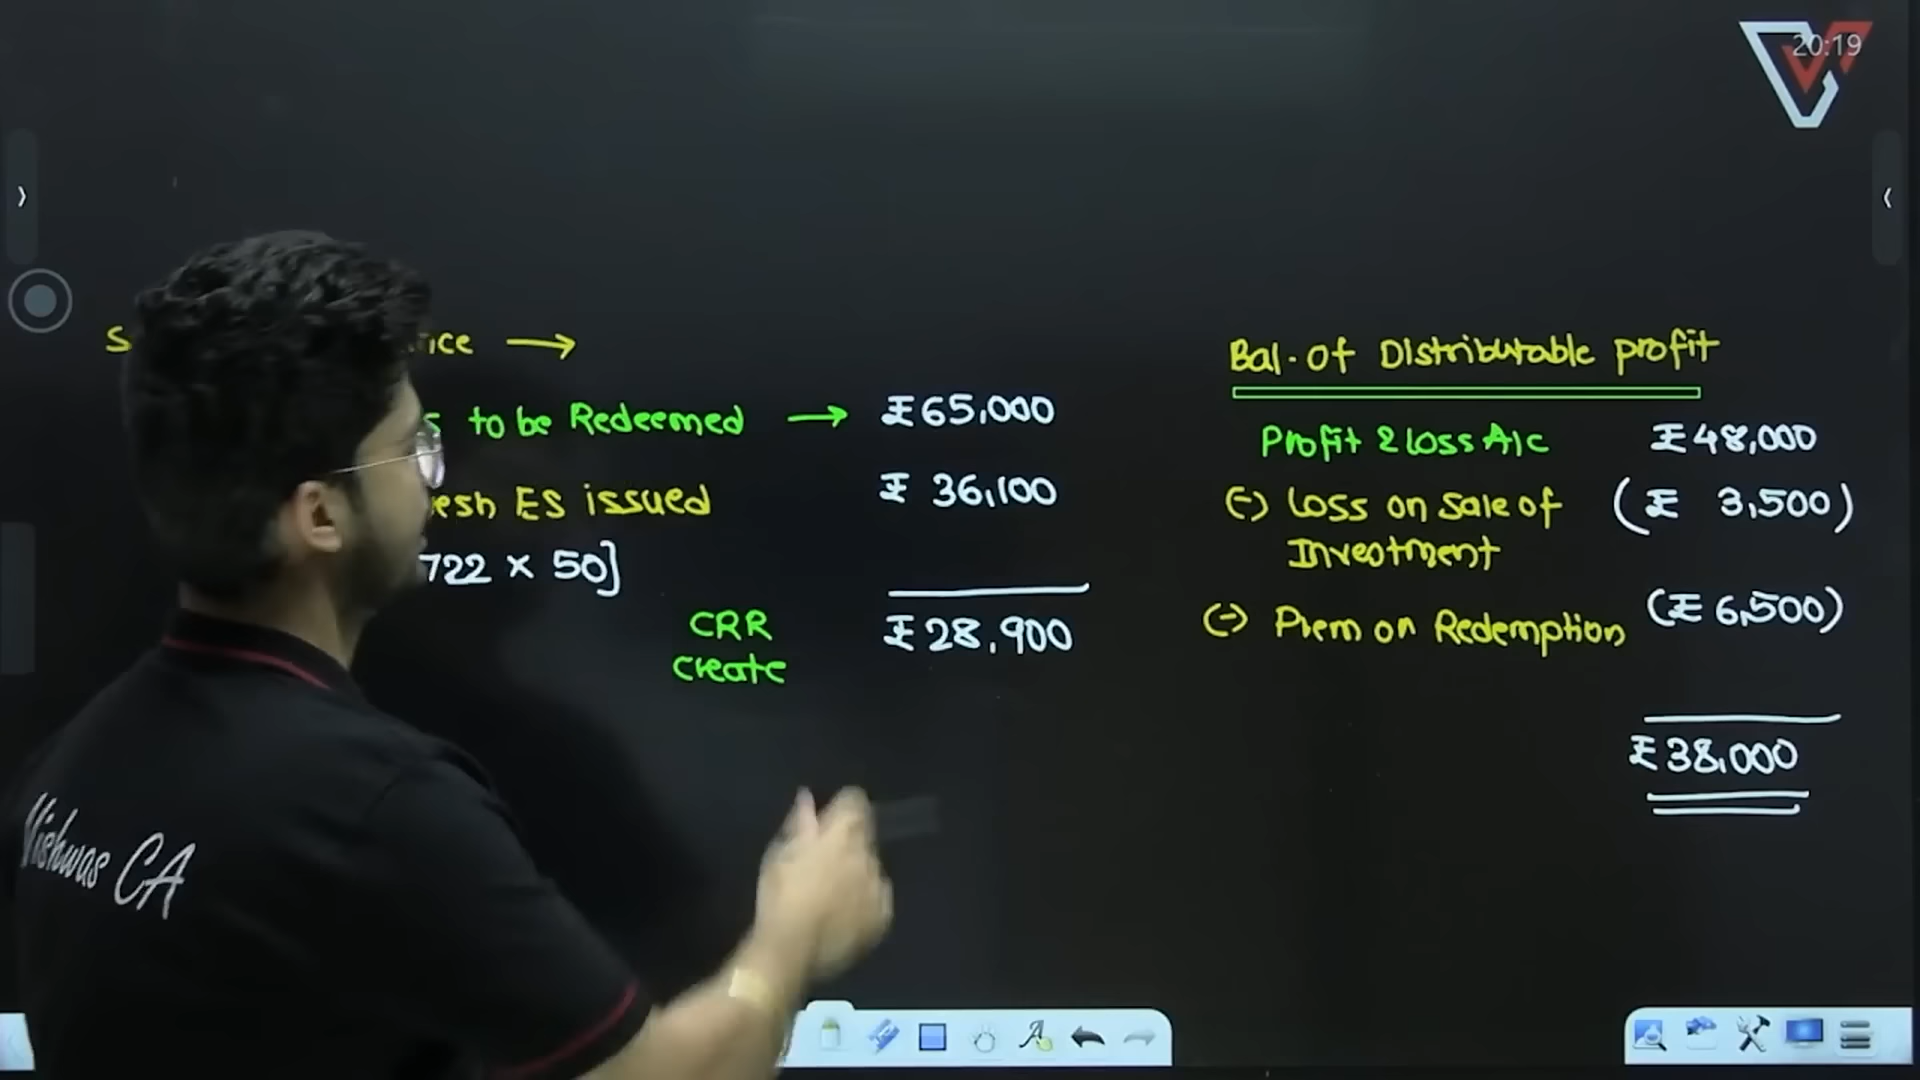 20:19
→
to be Redeemed → ₹65,000
ES issued ₹ 36,100
722 × 50]
CRR
create
₹28,900
Bal. of Distributable profit
Profit & Loss A/c ₹48,000
(-) Loss on Sale of (₹ 3,500)
Investment
(-) Prem on Redemption (₹6,500)
₹38,000
Vishwas CA